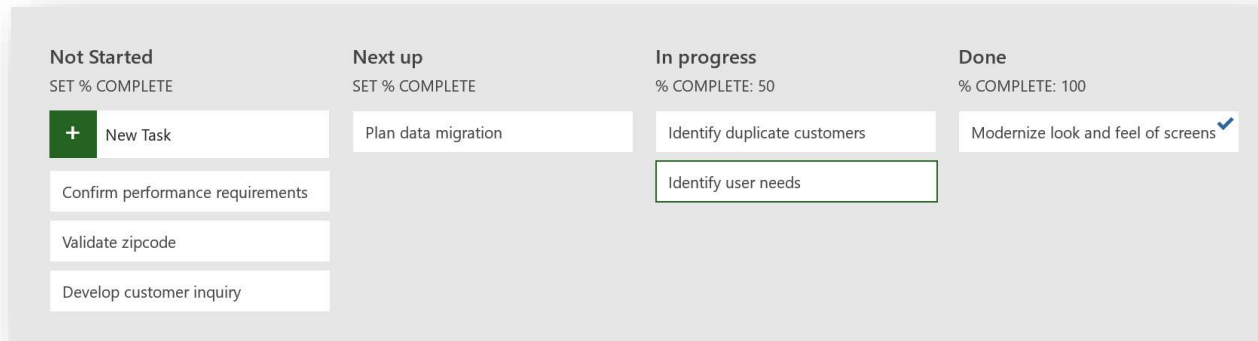 Not Started
SET % COMPLETE
+ New Task
Confirm performance requirements
Validate zipcode
Develop customer inquiry
Next up
SET % COMPLETE
Plan data migration
In progress
% COMPLETE: 50
Identify duplicate customers
Identify user needs
Done
% COMPLETE: 100
Modernize look and feel of screens